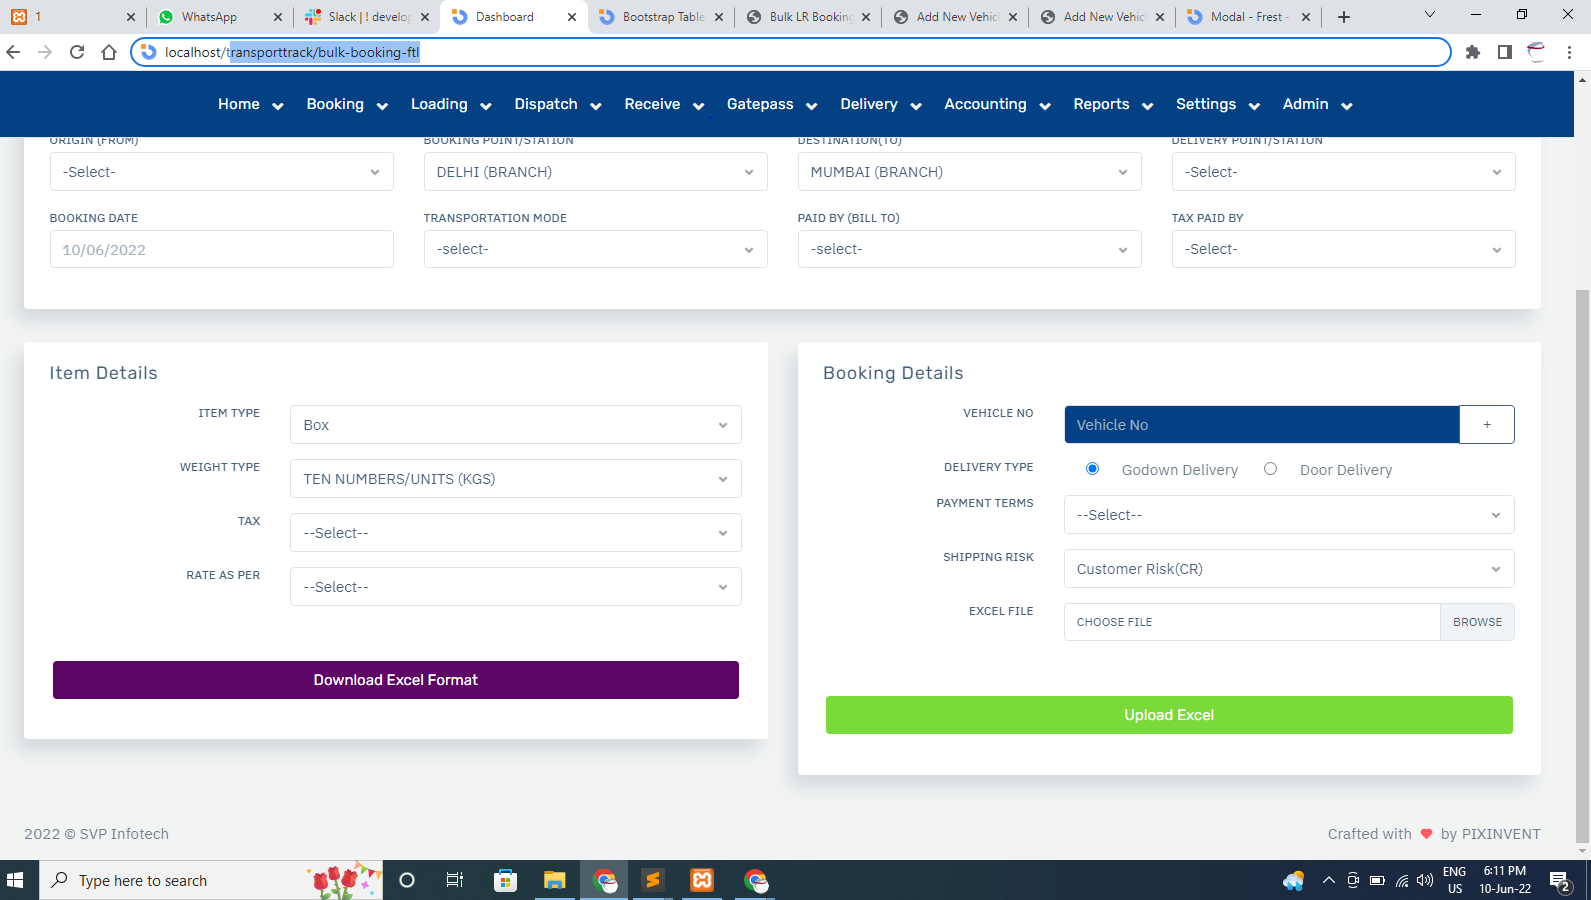 1
WhatsApp
Slack | ! develop
Dashboard
Bootstrap Table
Bulk LR Booking
Add New Vehic
Add New Vehic
Modal - Frest -
localhost/transporttrack/bulk-booking-ftl
Home Booking Loading Dispatch Receive Gatepass Delivery Accounting Reports Settings Admin
ORIGIN (FROM) BOOKING POINT/STATION DESTINATION(TO) DELIVERY POINT/STATION
-Select- DELHI (BRANCH) MUMBAI (BRANCH) -Select-
BOOKING DATE TRANSPORTATION MODE PAID BY (BILL TO) TAX PAID BY
10/06/2022 -select- -select- -Select-
Item Details
ITEM TYPE Box
WEIGHT TYPE TEN NUMBERS/UNITS (KGS)
TAX --Select--
RATE AS PER --Select--
Download Excel Format
Booking Details
VEHICLE NO Vehicle No +
DELIVERY TYPE Godown Delivery Door Delivery
PAYMENT TERMS --Select--
SHIPPING RISK Customer Risk(CR)
EXCEL FILE CHOOSE FILE BROWSE
Upload Excel
2022 © SVP Infotech
Crafted with ❤ by PIXINVENT
Type here to search
ENG
US
6:11 PM
10-Jun-22
2